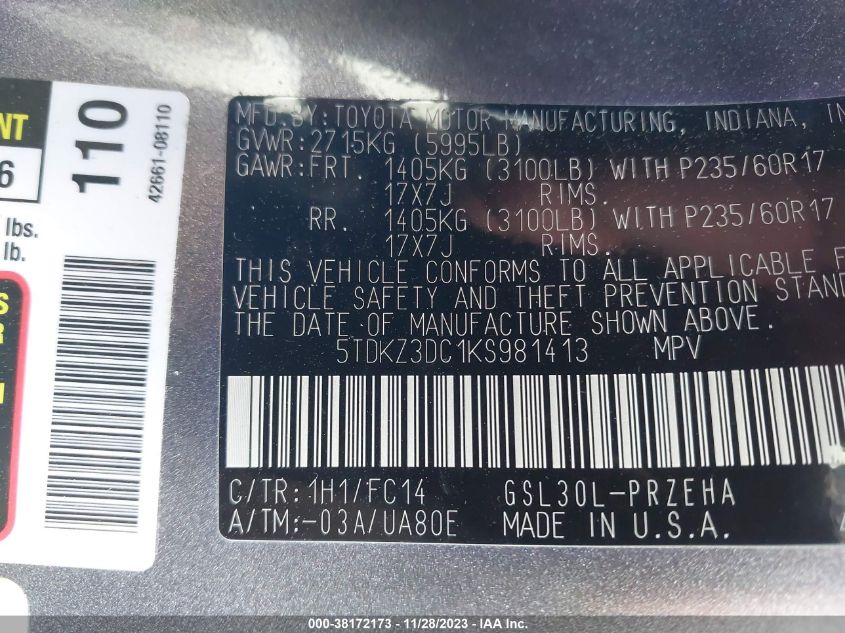 NT
6
lbs.
lb.
S
R
110
42661-08110
MFD. BY: TOYOTA MOTOR MANUFACTURING, INDIANA, IN
GVWR: 2715KG (5995LB)
GAWR: FRT. 1405KG (3100LB) WITH P235/60R17
17X7J RIMS.
RR. 1405KG (3100LB) WITH P235/60R17
17X7J RIMS.
THIS VEHICLE CONFORMS TO ALL APPLICABLE F
VEHICLE SAFETY AND THEFT PREVENTION STAND
THE DATE OF MANUFACTURE SHOWN ABOVE.
5TDKZ3DC1KS981413 MPV
C/TR: 1H1/FC14 GSL30L-PRZEHA
A/TM:-03A/UA80E MADE IN U.S.A. 4
000-38172173 - 11/28/2023 - IAA Inc.